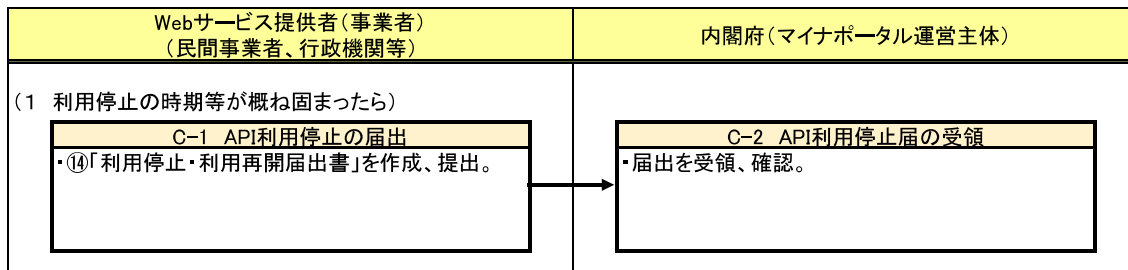 Webサービス提供者(事業者)
(民間事業者、行政機関等)
内閣府(マイナポータル運営主体)
(1 利用停止の時期等が概ね固まったら)
C-1 API利用停止の届出
・⑭「利用停止・利用再開届出書」を作成、提出。
C-2 API利用停止届の受領
・届出を受領、確認。